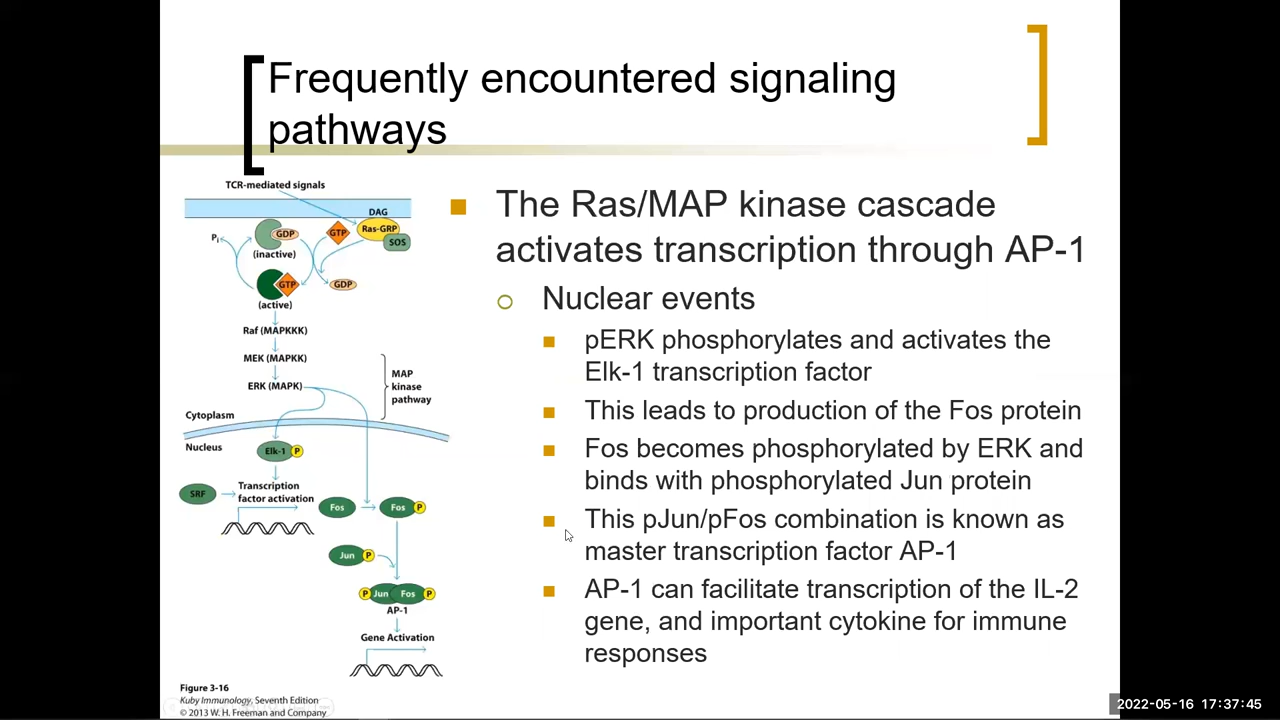 Frequently encountered signaling
pathways
TCR-mediated signals
DAG
GDP
GTP
Ras-GRP
SOS
Pi
(inactive)
GTP
GDP
(active)
Raf (MAPKKK)
MEK (MAPKK)
ERK (MAPK)
MAP
kinase
pathway
Cytoplasm
Nucleus
Elk-1 P
SRF
Transcription
factor activation
Fos
Fos P
Jun P
P Jun Fos P
AP-1
Gene Activation
Figure 3-16
Kuby Immunology, Seventh Edition
© 2013 W. H. Freeman and Company
The Ras/MAP kinase cascade
activates transcription through AP-1
Nuclear events
pERK phosphorylates and activates the
Elk-1 transcription factor
This leads to production of the Fos protein
Fos becomes phosphorylated by ERK and
binds with phosphorylated Jun protein
This pJun/pFos combination is known as
master transcription factor AP-1
AP-1 can facilitate transcription of the IL-2
gene, and important cytokine for immune
responses
2022-05-16 17:37:45